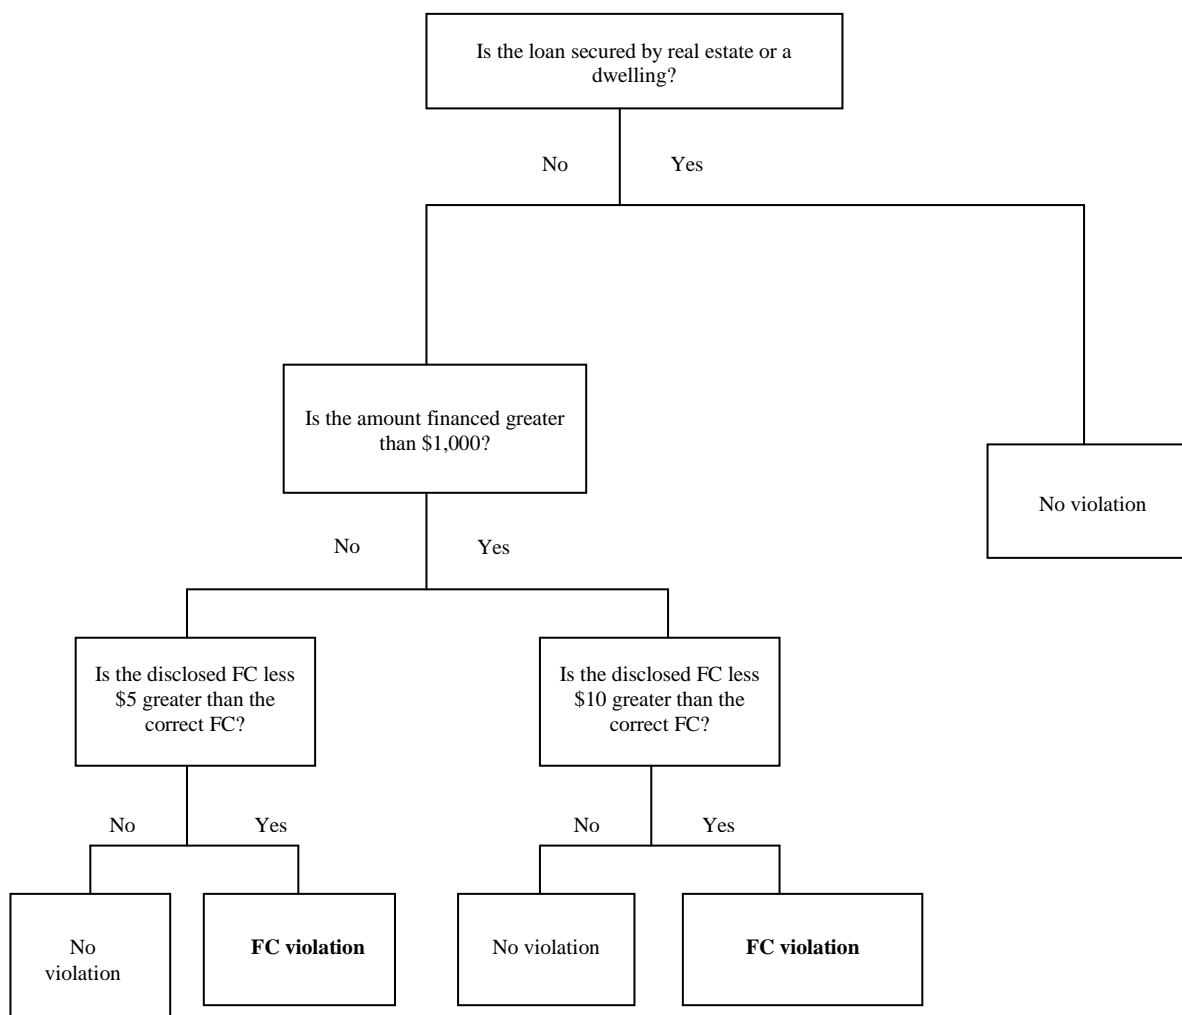 Is the loan secured by real estate or a
dwelling?
No
Yes
Is the amount financed greater
than $1,000?
No violation
No
Yes
Is the disclosed FC less
$5 greater than the
correct FC?
Is the disclosed FC less
$10 greater than the
correct FC?
No
Yes
No
Yes
No
violation
FC violation
No violation
FC violation